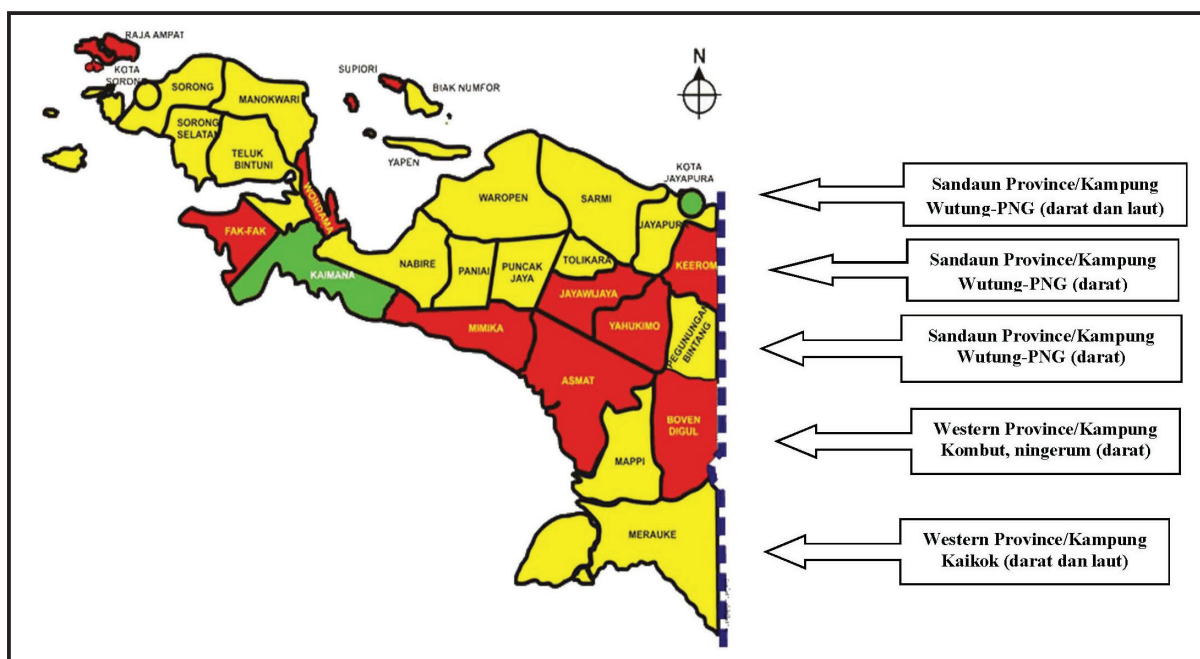 RAJA AMPAT
KOTA
SORONG
SORONG
MANOKWARI
SORONG
SELATAN
TELUK
BINTUNI
SUPIORI
BIAK NUMFOR
YAPEN
N
WONDAMA
FAK-FAK
KAIMANA
WAROPEN
SARMI
KOTA
JAYAPURA
JAYAPURA
NABIRE
PANIAI
PUNCAK
JAYA
TOLIKARA
KEEROM
JAYAWIJAYA
YAHUKIMO
PEGUNUNGAN
BINTANG
MIMIKA
ASMAT
BOVEN
DIGUL
MAPPI
MERAUKE
Sandaun Province/Kampung
Wutung-PNG (darat dan laut)
Sandaun Province/Kampung
Wutung-PNG (darat)
Sandaun Province/Kampung
Wutung-PNG (darat)
Western Province/Kampung
Kombut, ningerum (darat)
Western Province/Kampung
Kaikok (darat dan laut)